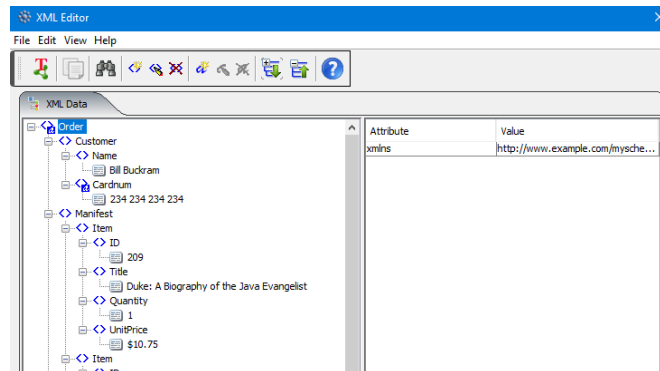 XML Editor
File Edit View Help
XML Data
Order
Customer
Name
Bill Buckram
Cardnum
234 234 234 234
Manifest
Item
ID
209
Title
Duke: A Biography of the Java Evangelist
Quantity
1
UnitPrice
$10.75
Item
Attribute Value
xmlns http://www.example.com/mysche...